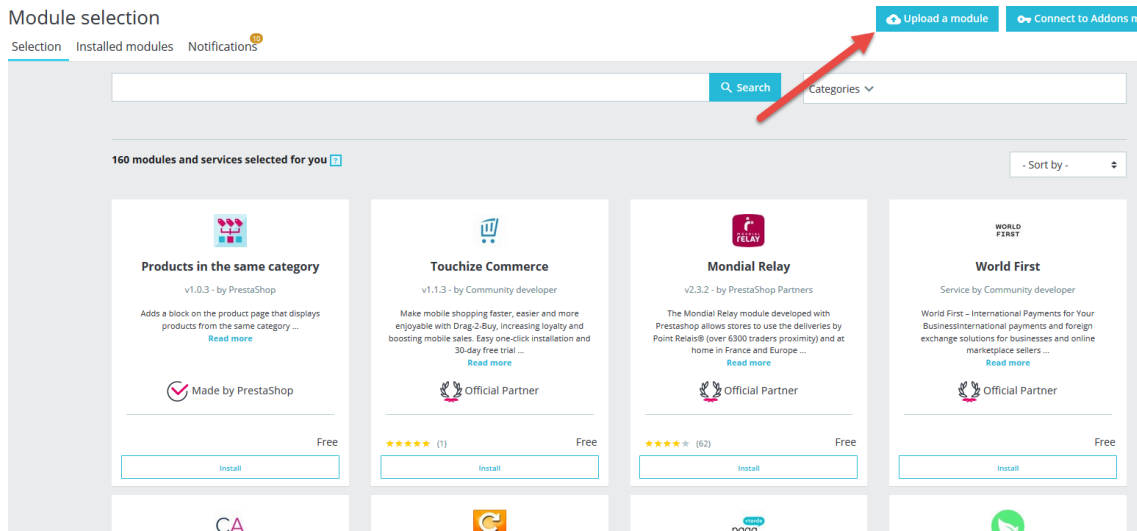 Module selection
Upload a module
Connect to Addons
Selection Installed modules Notifications 10
Search
Categories
160 modules and services selected for you ?
- Sort by -
Products in the same category
v1.0.3 - by PrestaShop
Adds a block on the product page that displays
products from the same category ...
Read more
Made by PrestaShop
Free
Install
Touchize Commerce
v1.1.3 - by Community developer
Make mobile shopping faster, easier and more
enjoyable with Drag-2-Buy, increasing loyalty and
boosting mobile sales. Easy one-click installation and
30-day free trial ...
Read more
Official Partner
(1) Free
Install
MONDIAL
RELAY
Mondial Relay
v2.3.2 - by PrestaShop Partners
The Mondial Relay module developed with
Prestashop allows stores to use the deliveries by
Point Relais® (over 6300 traders proximity) and at
home in France and Europe ...
Read more
Official Partner
(62) Free
Install
WORLD
FIRST
World First
Service by Community developer
World First – International Payments for Your
BusinessInternational payments and foreign
exchange solutions for businesses and online
marketplace sellers ...
Read more
Official Partner
Free
Install
CA